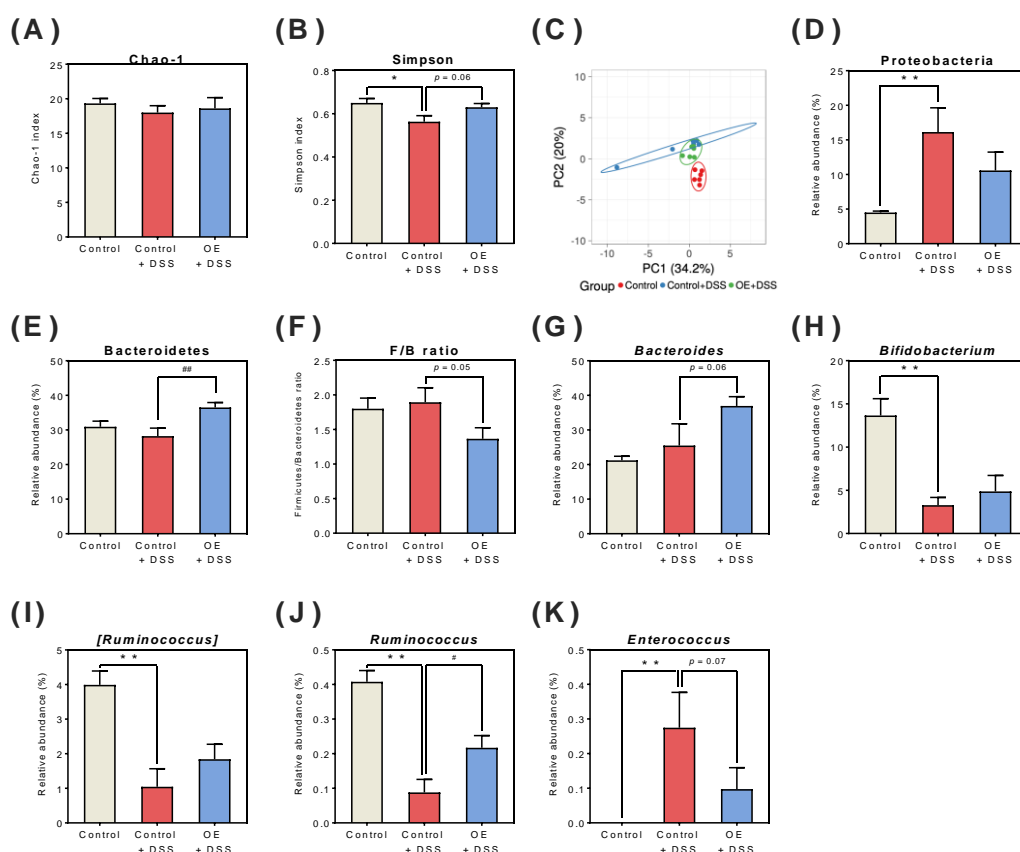 (A)
Chao-1
Chao-1 index
25
20
15
10
5
0
Control
Control
+ DSS
OE
+ DSS
(B)
Simpson
Simpson index
0.8
0.6
0.4
0.2
0.0
*
p = 0.06
Control
Control
+ DSS
OE
+ DSS
(C)
PC2 (20%)
10
5
0
-5
-10
-10
-5
0
5
PC1 (34.2%)
Group Control Control+DSS OE+DSS
(D)
Proteobacteria
Relative abundance (%)
25
20
15
10
5
0
**
Control
Control
+ DSS
OE
+ DSS
(E)
Bacteroidetes
Relative abundance (%)
50
40
30
20
10
0
##
Control
Control
+ DSS
OE
+ DSS
(F)
F/B ratio
Firmicutes/Bacteroidetes ratio
2.5
2.0
1.5
1.0
0.5
0.0
p = 0.05
Control
Control
+ DSS
OE
+ DSS
(G)
Bacteroides
Relative abundance (%)
50
40
30
20
10
0
p = 0.06
Control
Control
+ DSS
OE
+ DSS
(H)
Bifidobacterium
Relative abundance (%)
20
15
10
5
0
**
Control
Control
+ DSS
OE
+ DSS
(I)
[Ruminococcus]
Relative abundance (%)
5
4
3
2
1
0
**
Control
Control
+ DSS
OE
+ DSS
(J)
Ruminococcus
Relative abundance (%)
0.5
0.4
0.3
0.2
0.1
0.0
**
#
Control
Control
+ DSS
OE
+ DSS
(K)
Enterococcus
Relative abundance (%)
0.5
0.4
0.3
0.2
0.1
0.0
**
p = 0.07
Control
Control
+ DSS
OE
+ DSS